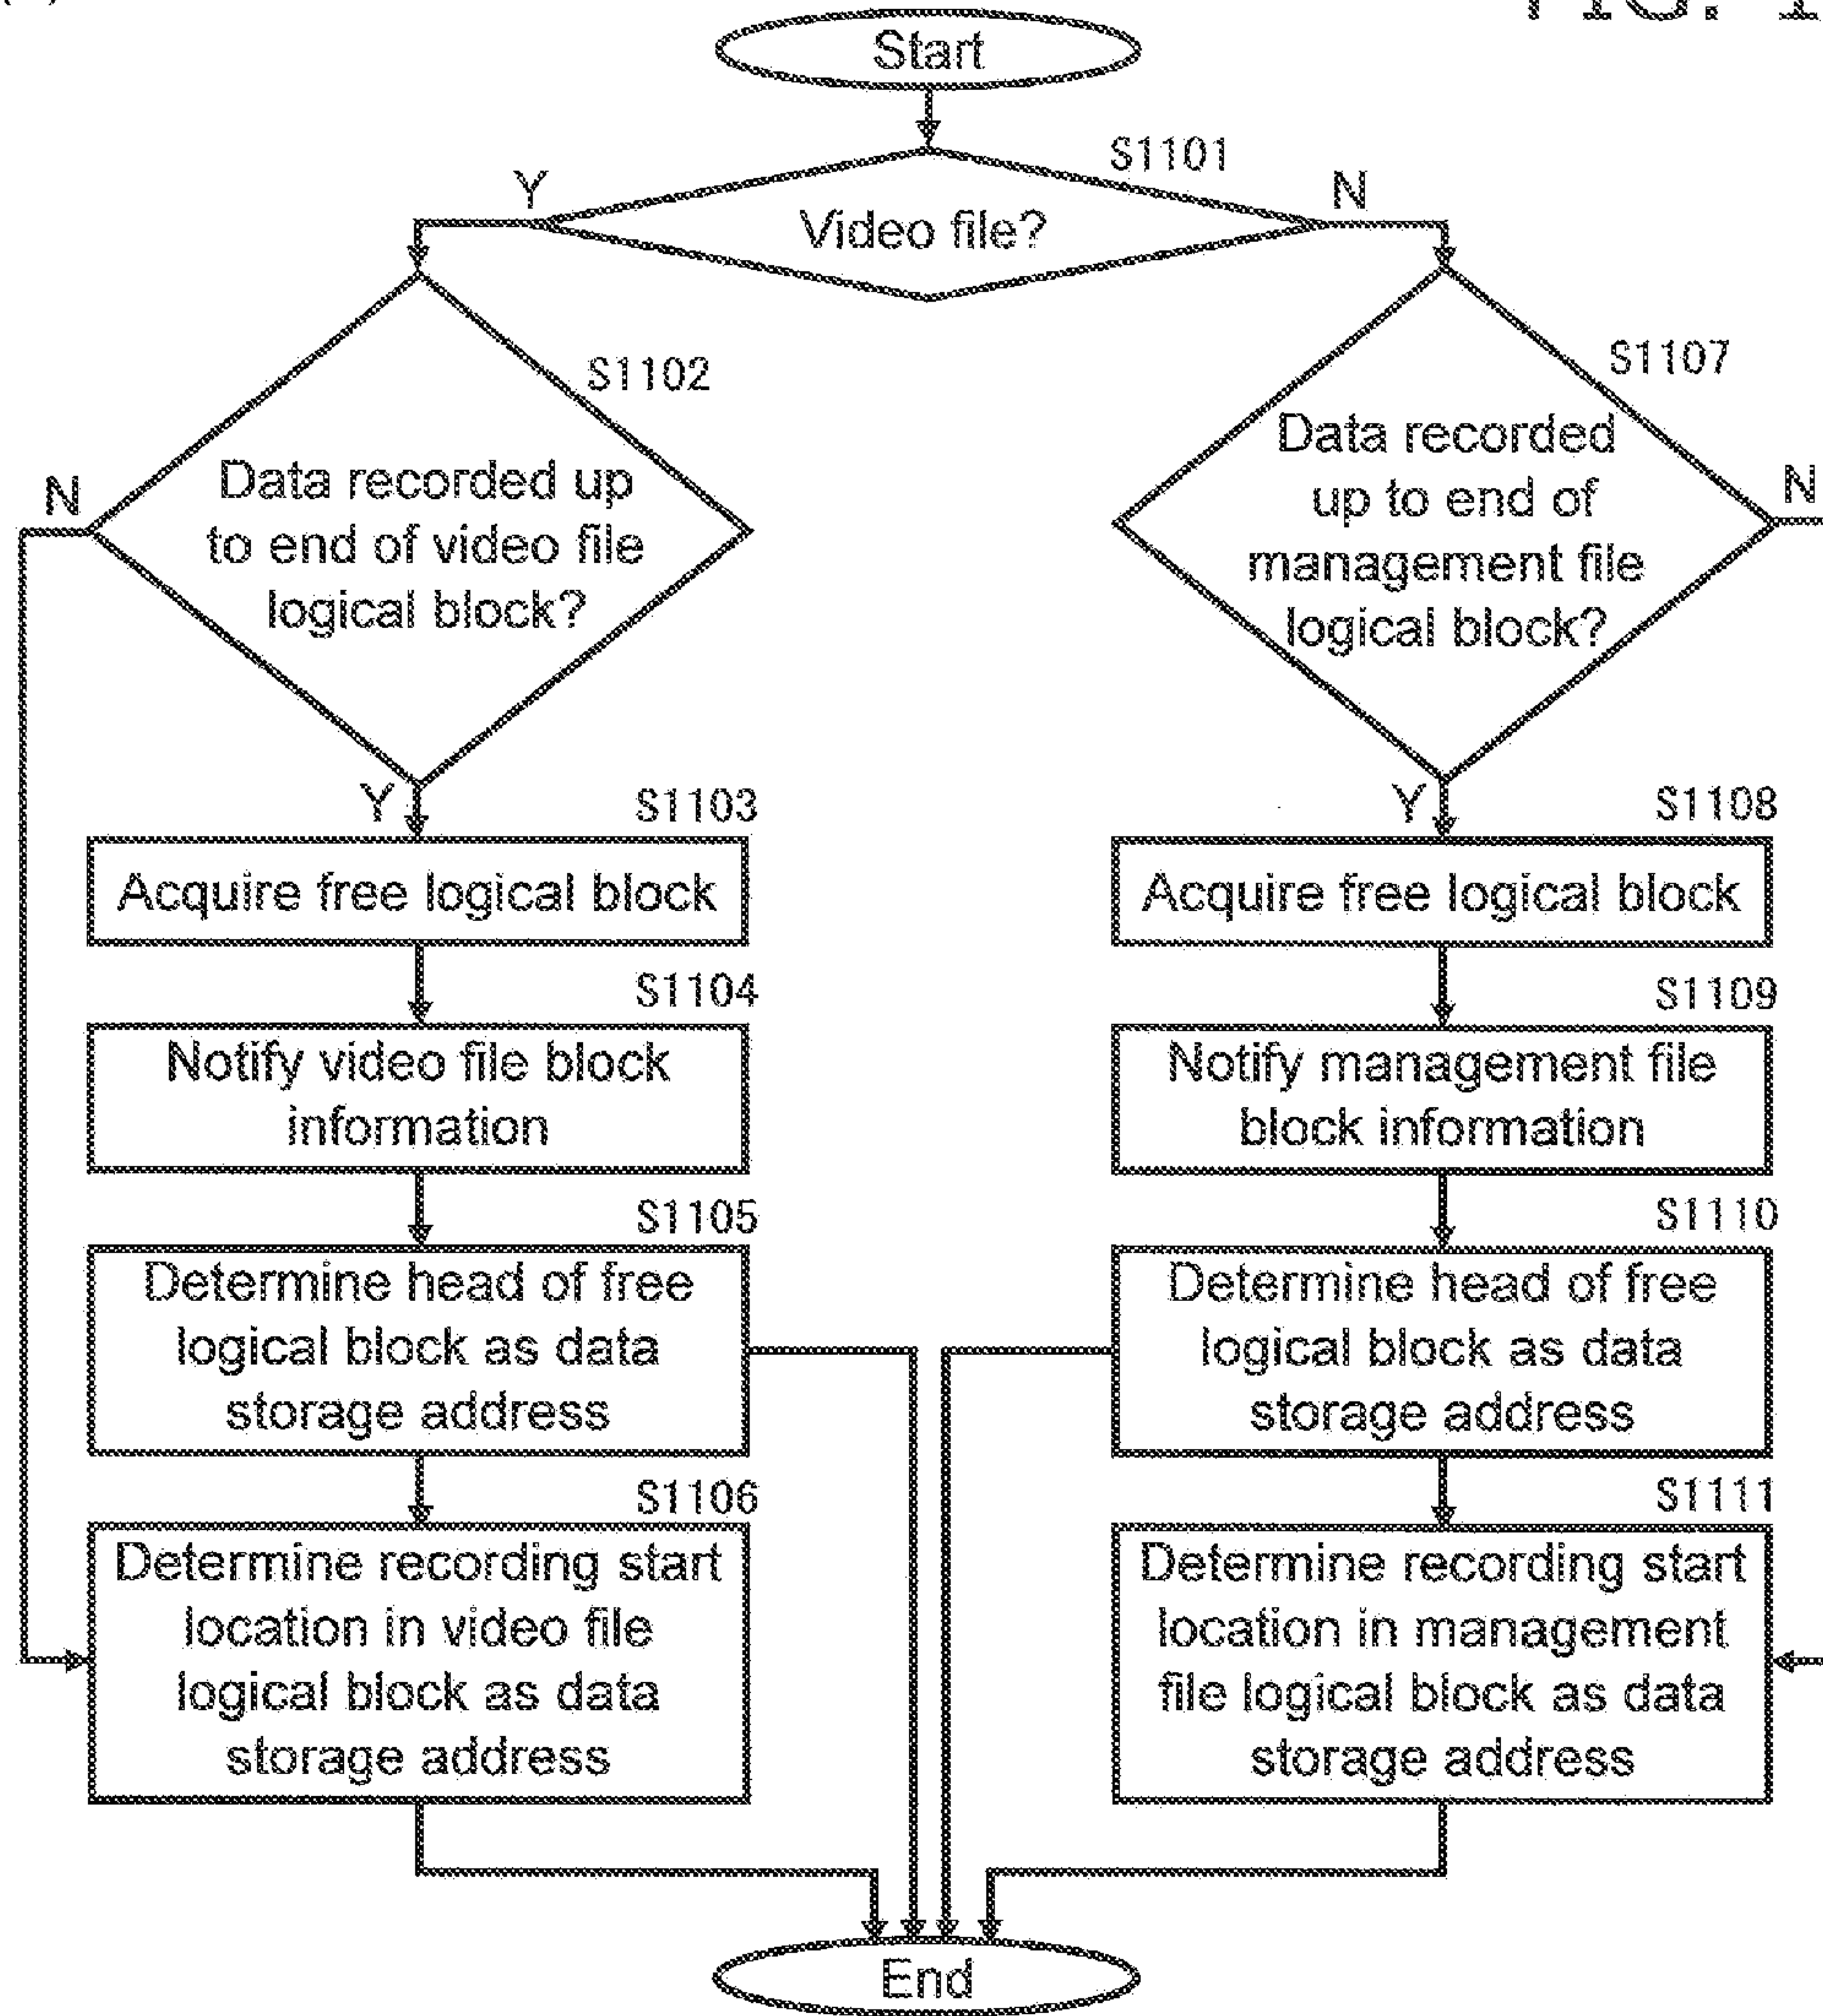 FIG. 1
Start
S1101
Y
N
Video file?
S1102
Data recorded up
to end of video file
logical block?
N
Y
S1103
Acquire free logical block
S1104
Notify video file block
information
S1105
Determine head of free
logical block as data
storage address
S1106
Determine recording start
location in video file
logical block as data
storage address
S1107
Data recorded
up to end of
management file
logical block?
N
Y
S1108
Acquire free logical block
S1109
Notify management file
block information
S1110
Determine head of free
logical block as data
storage address
S1111
Determine recording start
location in management
file logical block as data
storage address
End